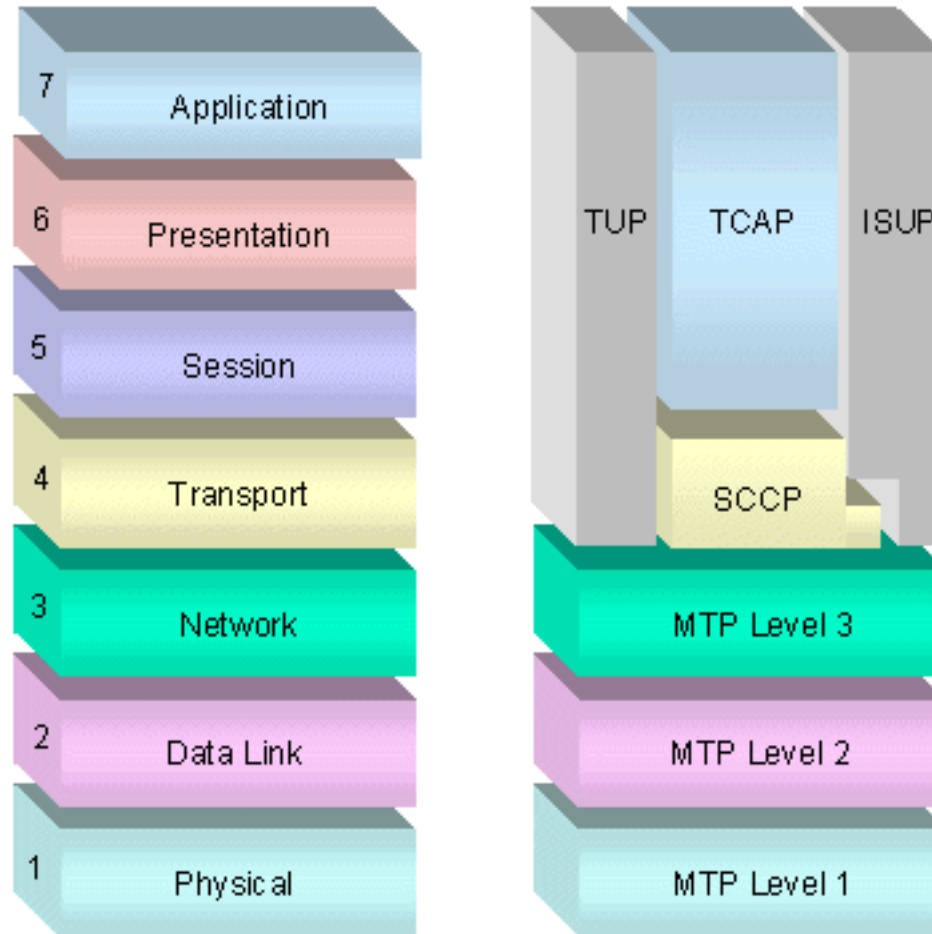 7
Application
6
Presentation
5
Session
4
Transport
3
Network
2
Data Link
1
Physical
TUP
TCAP
ISUP
SCCP
MTP Level 3
MTP Level 2
MTP Level 1